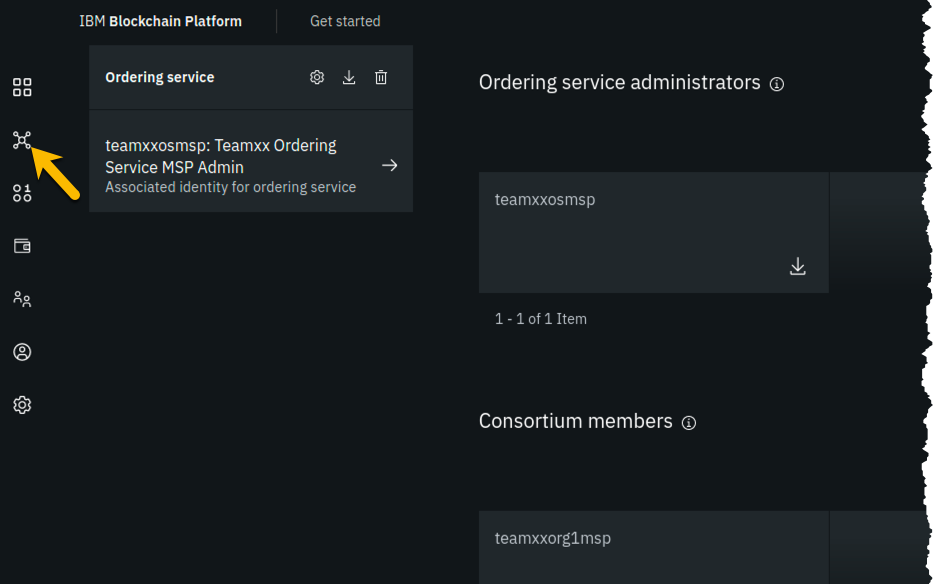 IBM Blockchain Platform
Get started
Ordering service
teamxxosmsp: Teamxx Ordering
Service MSP Admin
Associated identity for ordering service
Ordering service administrators
teamxxosmsp
1 - 1 of 1 Item
Consortium members
teamxxorg1msp